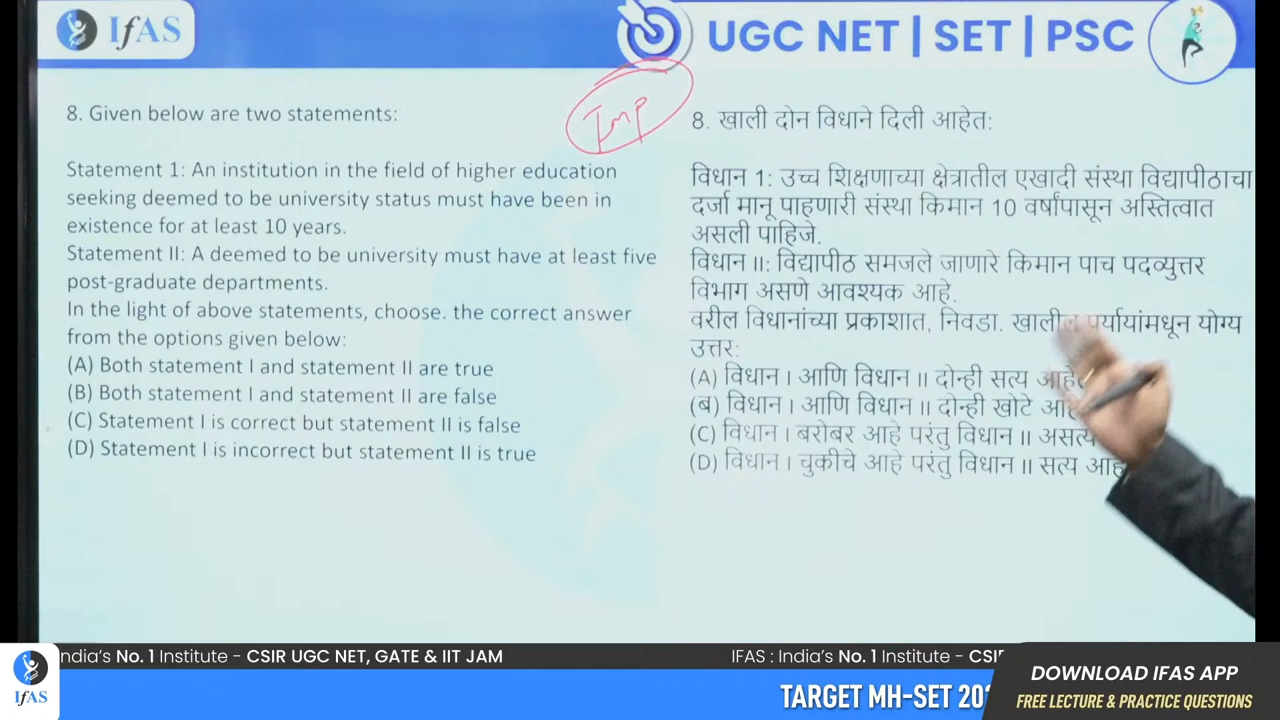 IfAS
UGC NET | SET | PSC
Imp
8. Given below are two statements:
Statement 1: An institution in the field of higher education
seeking deemed to be university status must have been in
existence for at least 10 years.
Statement II: A deemed to be university must have at least five
post-graduate departments.
In the light of above statements, choose. the correct answer
from the options given below:
(A) Both statement I and statement II are true
(B) Both statement I and statement II are false
(C) Statement I is correct but statement II is false
(D) Statement I is incorrect but statement II is true
8. खाली दोन विधाने दिली आहेत:
विधान 1: उच्च शिक्षणाच्या क्षेत्रातील एखादी संस्था विद्यापीठाचा
दर्जा मानू पाहणारी संस्था किमान 10 वर्षांपासून अस्तित्वात
असली पाहिजे.
विधान II: विद्यापीठ समजले जाणारे किमान पाच पदव्युत्तर
विभाग असणे आवश्यक आहे.
वरील विधानांच्या प्रकाशात, निवडा. खालील पर्यायांमधून योग्य
उत्तर:
(A) विधान I आणि विधान II दोन्ही सत्य
(ब) विधान I आणि विधान II दोन्ही खोटे
(C) विधान I बरोबर आहे परंतु विधान II
(D) विधान I चुकीचे आहे परंतु विधान II सत्य
India's No. 1 Institute - CSIR UGC NET, GATE & IIT JAM
IFAS : India's No. 1 Institute -
IfAS
TARGET MH-SET
DOWNLOAD IFAS APP
FREE LECTURE & PRACTICE QUESTIONS